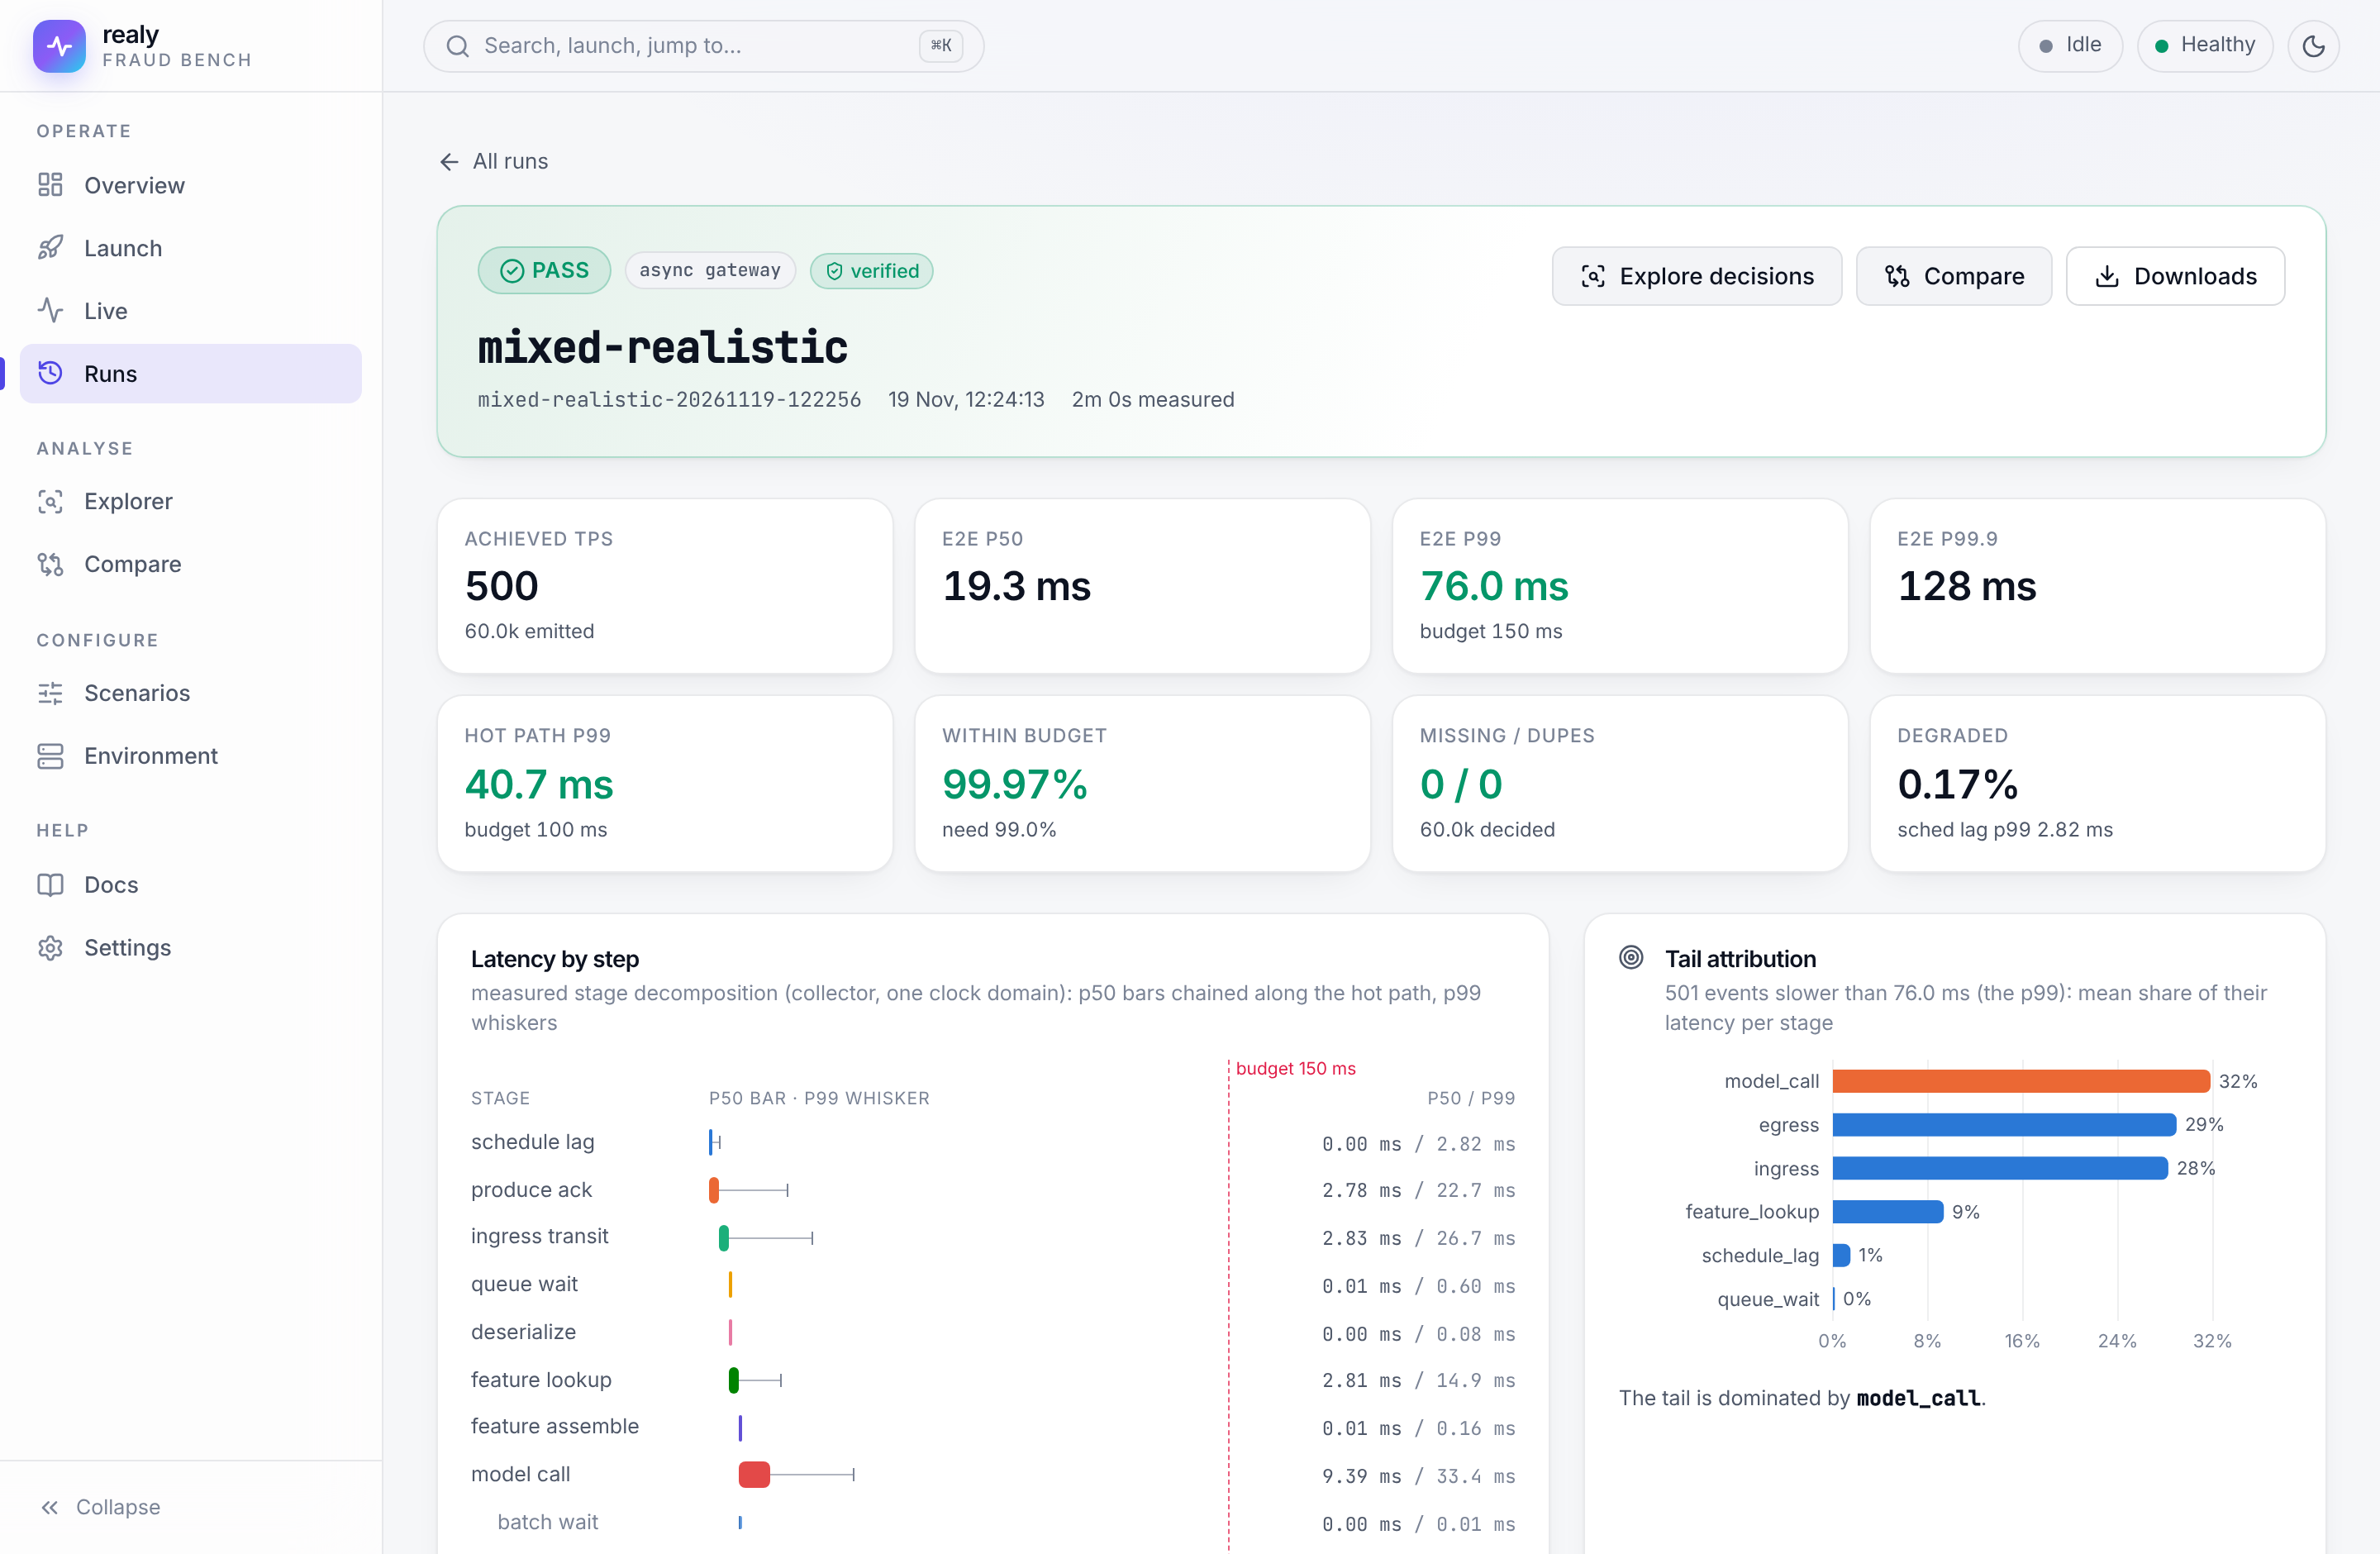 realy
FRAUD BENCH
Search, launch, jump to...
⌘K
Idle
Healthy
OPERATE
Overview
Launch
Live
Runs
ANALYSE
Explorer
Compare
CONFIGURE
Scenarios
Environment
HELP
Docs
Settings
Collapse
All runs
PASS
async gateway
verified
Explore decisions
Compare
Downloads
mixed-realistic
mixed-realistic-20261119-122256 19 Nov, 12:24:13 2m 0s measured
ACHIEVED TPS
500
60.0k emitted
E2E P50
19.3 ms
E2E P99
76.0 ms
budget 150 ms
E2E P99.9
128 ms
HOT PATH P99
40.7 ms
budget 100 ms
WITHIN BUDGET
99.97%
need 99.0%
MISSING / DUPES
0 / 0
60.0k decided
DEGRADED
0.17%
sched lag p99 2.82 ms
Latency by step
measured stage decomposition (collector, one clock domain): p50 bars chained along the hot path, p99
whiskers
budget 150 ms
STAGE P50 BAR · P99 WHISKER P50 / P99
schedule lag 0.00 ms / 2.82 ms
produce ack 2.78 ms / 22.7 ms
ingress transit 2.83 ms / 26.7 ms
queue wait 0.01 ms / 0.60 ms
deserialize 0.00 ms / 0.08 ms
feature lookup 2.81 ms / 14.9 ms
feature assemble 0.01 ms / 0.16 ms
model call 9.39 ms / 33.4 ms
batch wait 0.00 ms / 0.01 ms
Tail attribution
501 events slower than 76.0 ms (the p99): mean share of their
latency per stage
model_call 32%
egress 29%
ingress 28%
feature_lookup 9%
schedule_lag 1%
queue_wait 0%
0% 8% 16% 24% 32%
The tail is dominated by model_call.